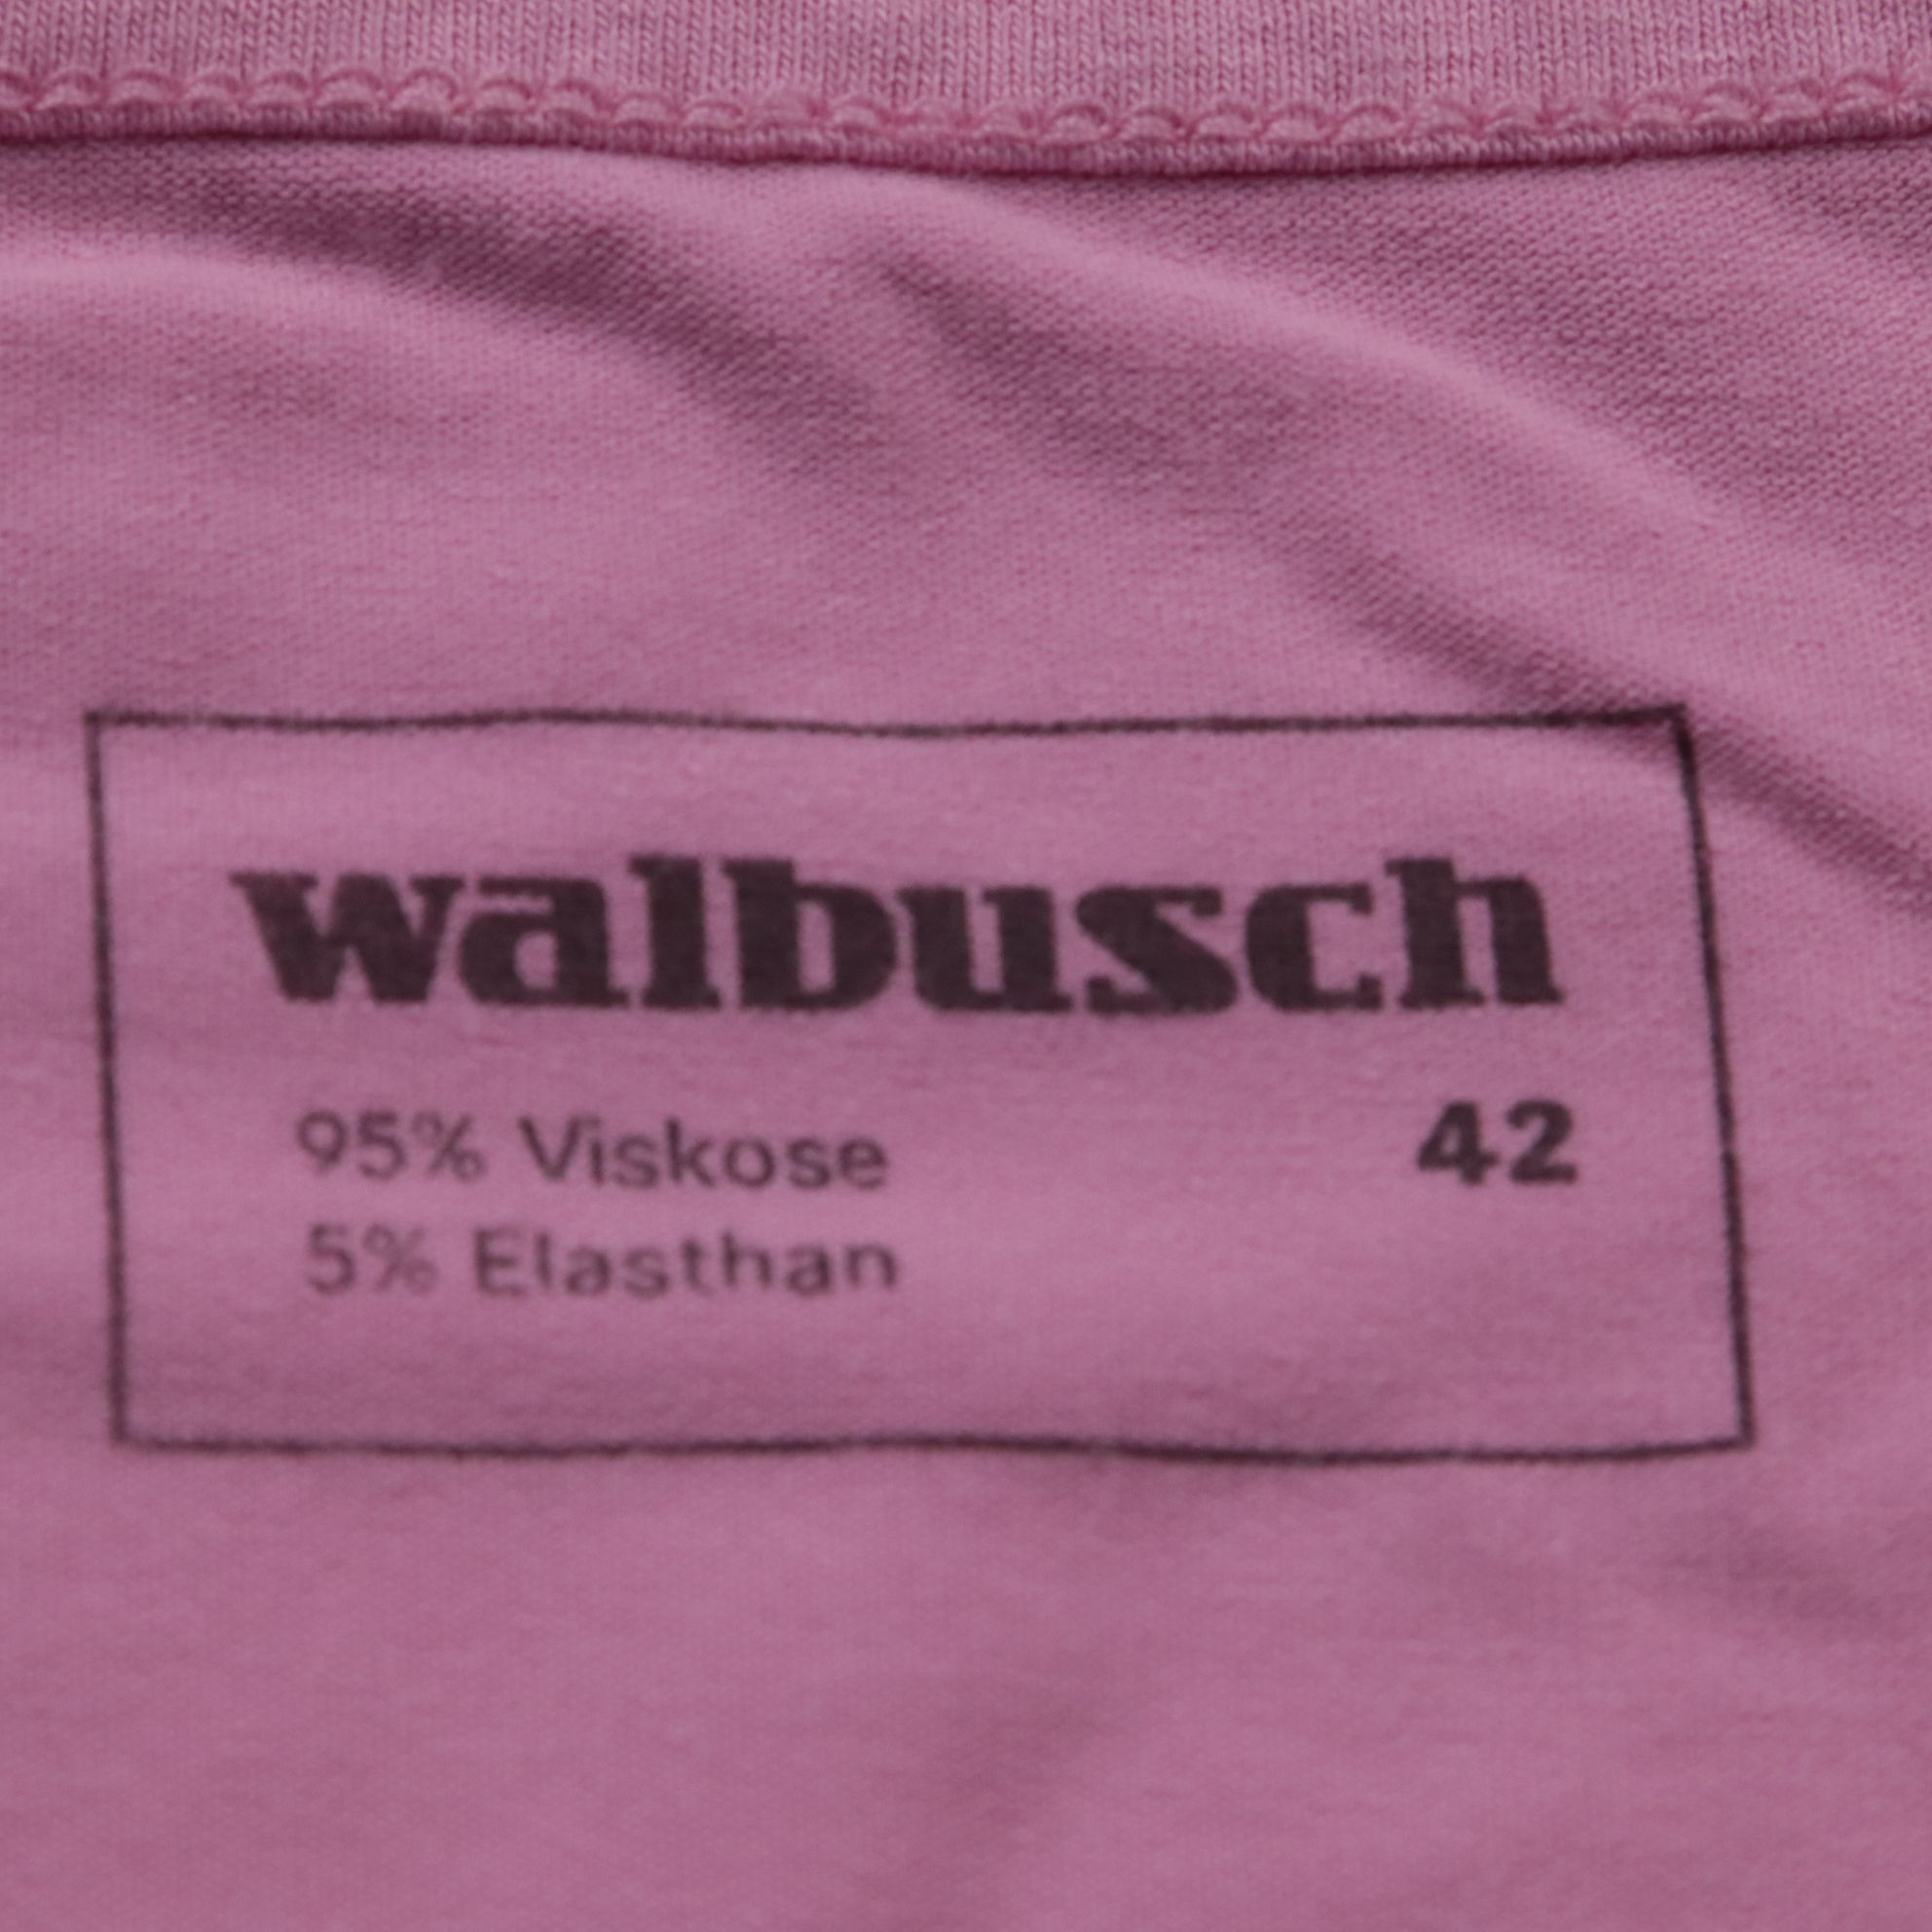 walbusch
95% Viskose 42
5% Elasthan